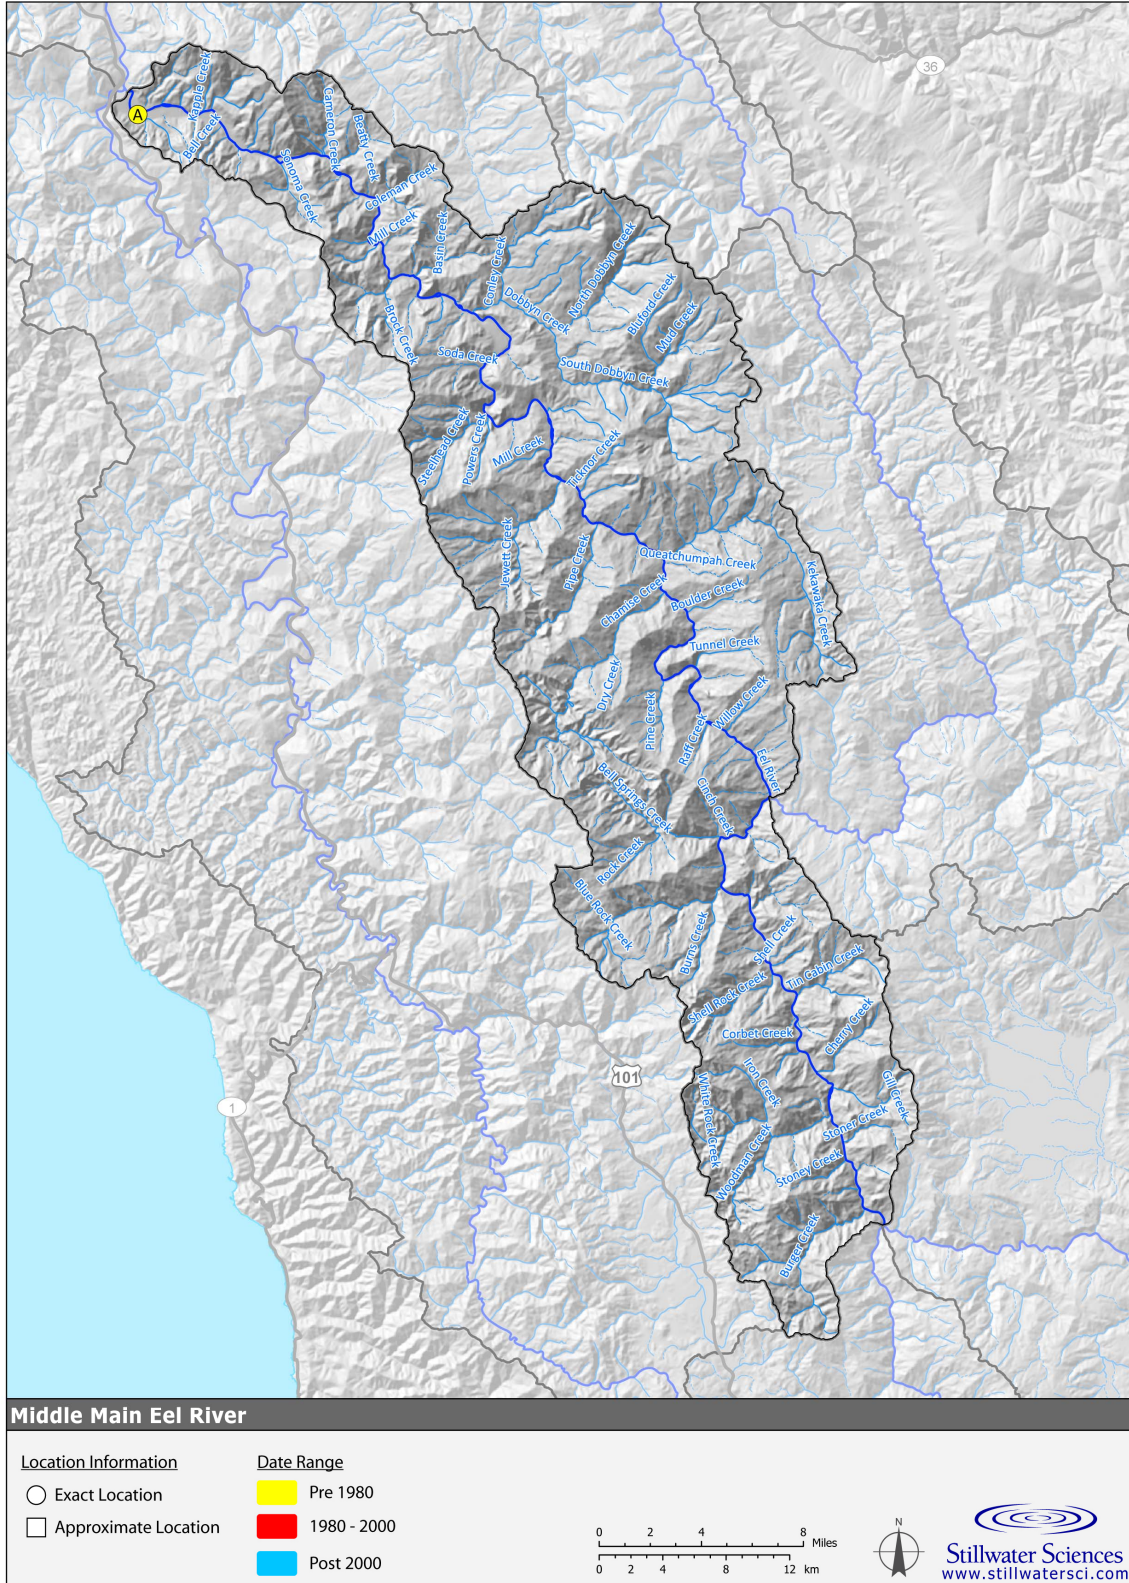 36
A
Kapple Creek
Bell Creek
Cameron Creek
Beatty Creek
Sonoma Creek
Coleman Creek
Mill Creek
Basin Creek
Conley Creek
North Dobbyn Creek
Dobbyn Creek
Bluford Creek
Mud Creek
Brock Creek
Soda Creek
South Dobbyn Creek
Steelhead Creek
Powers Creek
Mill Creek
Ticknor Creek
Jewett Creek
Pipe Creek
Queatchumpah Creek
Kekawaka Creek
Chamise Creek
Boulder Creek
Tunnel Creek
Dry Creek
Pine Creek
Raff Creek
Willow Creek
Eel River
Bell Springs Creek
Cinch Creek
Rock Creek
Blue Rock Creek
Burns Creek
Shell Creek
Tin Cabin Creek
Shell Rock Creek
Corbet Creek
Cherry Creek
101
1
Iron Creek
White Rock Creek
Gill Creek
Stoner Creek
Woodman Creek
Stoney Creek
Burger Creek
Middle Main Eel River
Location Information
Exact Location
Approximate Location
Date Range
Pre 1980
1980 - 2000
Post 2000
0 2 4 8 Miles
0 2 4 8 12 km
N
Stillwater Sciences
www.stillwatersci.com